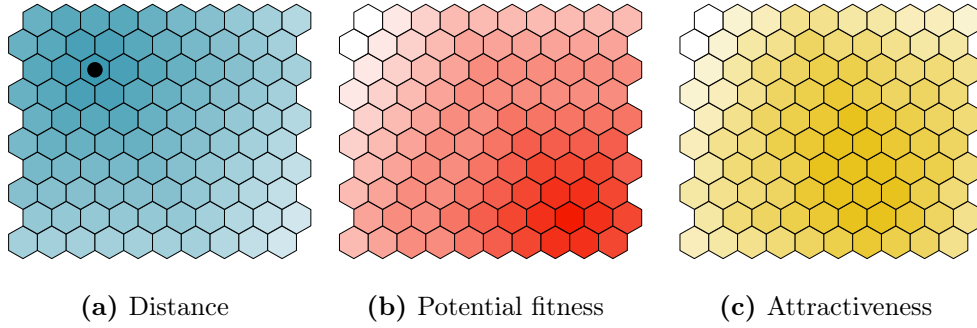 (a) Distance
(b) Potential fitness
(c) Attractiveness